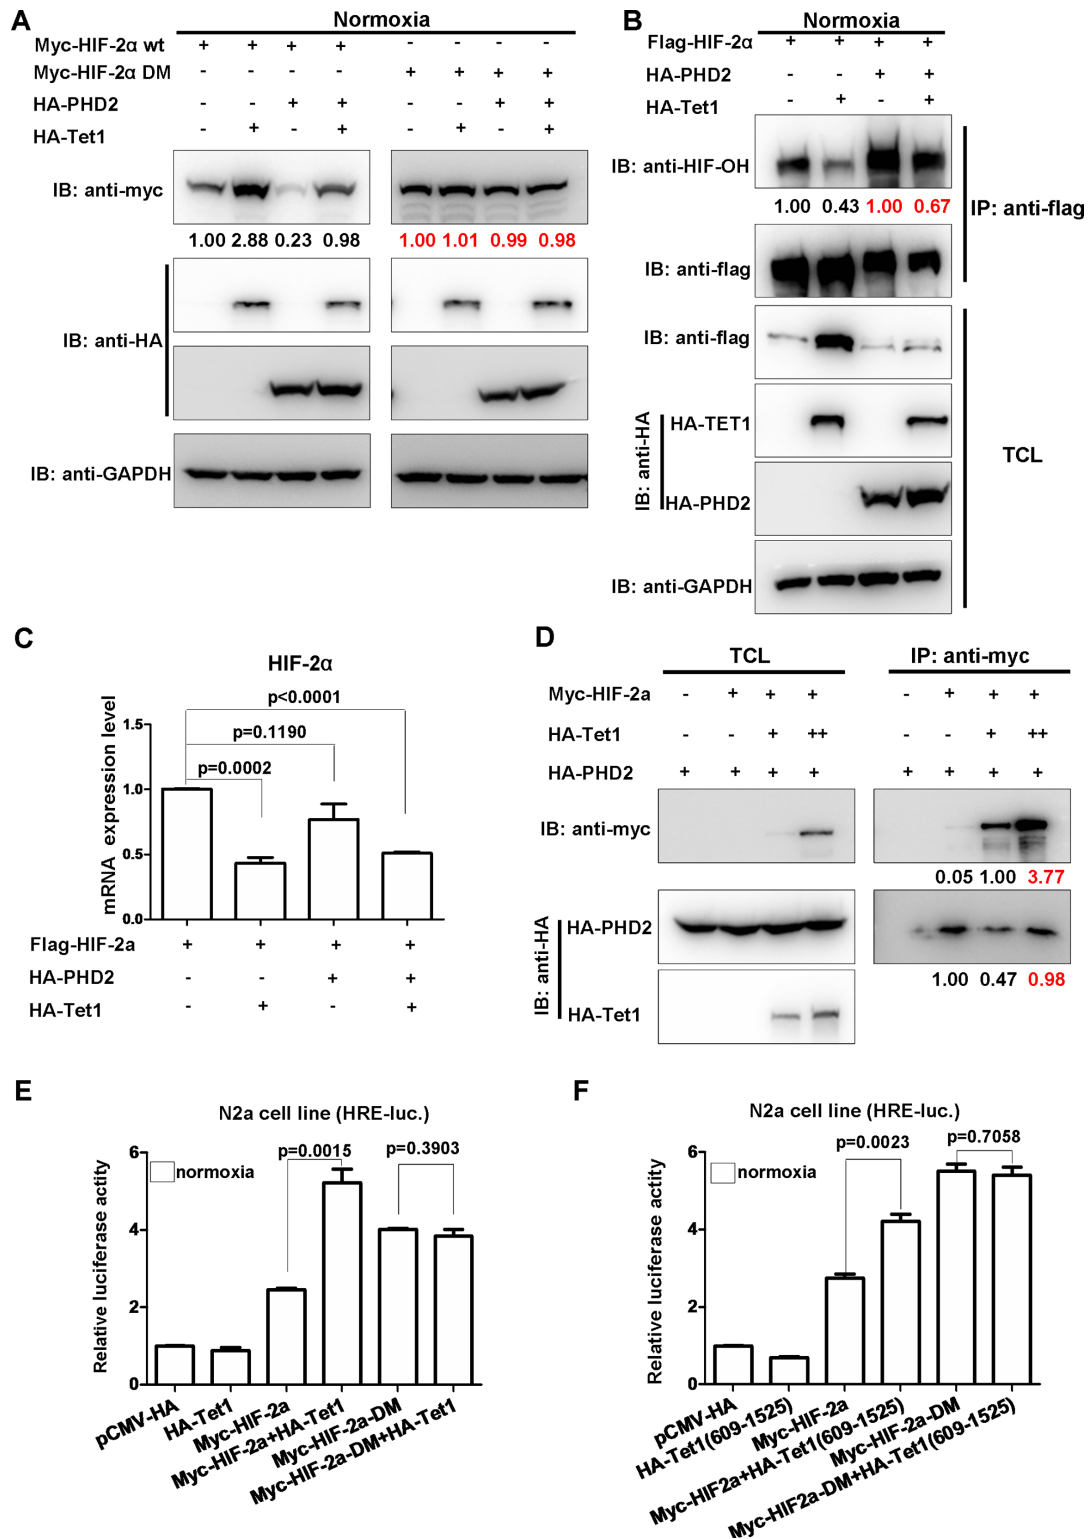 A
Normoxia
Myc-HIF-2α wt + + + + - - - -
Myc-HIF-2α DM - - - - + + + +
HA-PHD2 - - + + - - + +
HA-Tet1 - + - + - + - +
IB: anti-myc
1.00 2.88 0.23 0.98 1.00 1.01 0.99 0.98
IB: anti-HA
IB: anti-GAPDH
B
Normoxia
Flag-HIF-2α + + + +
HA-PHD2 - - + +
HA-Tet1 - + - +
IB: anti-HIF-OH
1.00 0.43 1.00 0.67
IP: anti-flag
IB: anti-flag
IB: anti-flag
HA-TET1
IB: anti-HA
HA-PHD2
TCL
IB: anti-GAPDH
C
HIF-2α
p<0.0001
p=0.1190
p=0.0002
mRNA expression level
1.5
1.0
0.5
0.0
Flag-HIF-2a + + + +
HA-PHD2 - - + +
HA-Tet1 - + - +
D
TCL IP: anti-myc
Myc-HIF-2a - + + + - + + +
HA-Tet1 - - + ++ - - + ++
HA-PHD2 + + + + + + + +
IB: anti-myc
0.05 1.00 3.77
HA-PHD2
IB: anti-HA
1.00 0.47 0.98
HA-Tet1
E
N2a cell line (HRE-luc.)
p=0.0015 p=0.3903
normoxia
Relative luciferase actity
6
4
2
0
pCMV-HA
HA-Tet1
Myc-HIF-2a
Myc-HIF-2a+HA-Tet1
Myc-HIF-2a-DM
Myc-HIF-2a-DM+HA-Tet1
F
N2a cell line (HRE-luc.)
p=0.0023 p=0.7058
normoxia
Relative luciferase actity
6
4
2
0
pCMV-HA
HA-Tet1(609-1525)
Myc-HIF-2a
Myc-HIF2a+HA-Tet1(609-1525)
Myc-HIF-2a-DM
Myc-HIF2a-DM+HA-Tet1(609-1525)